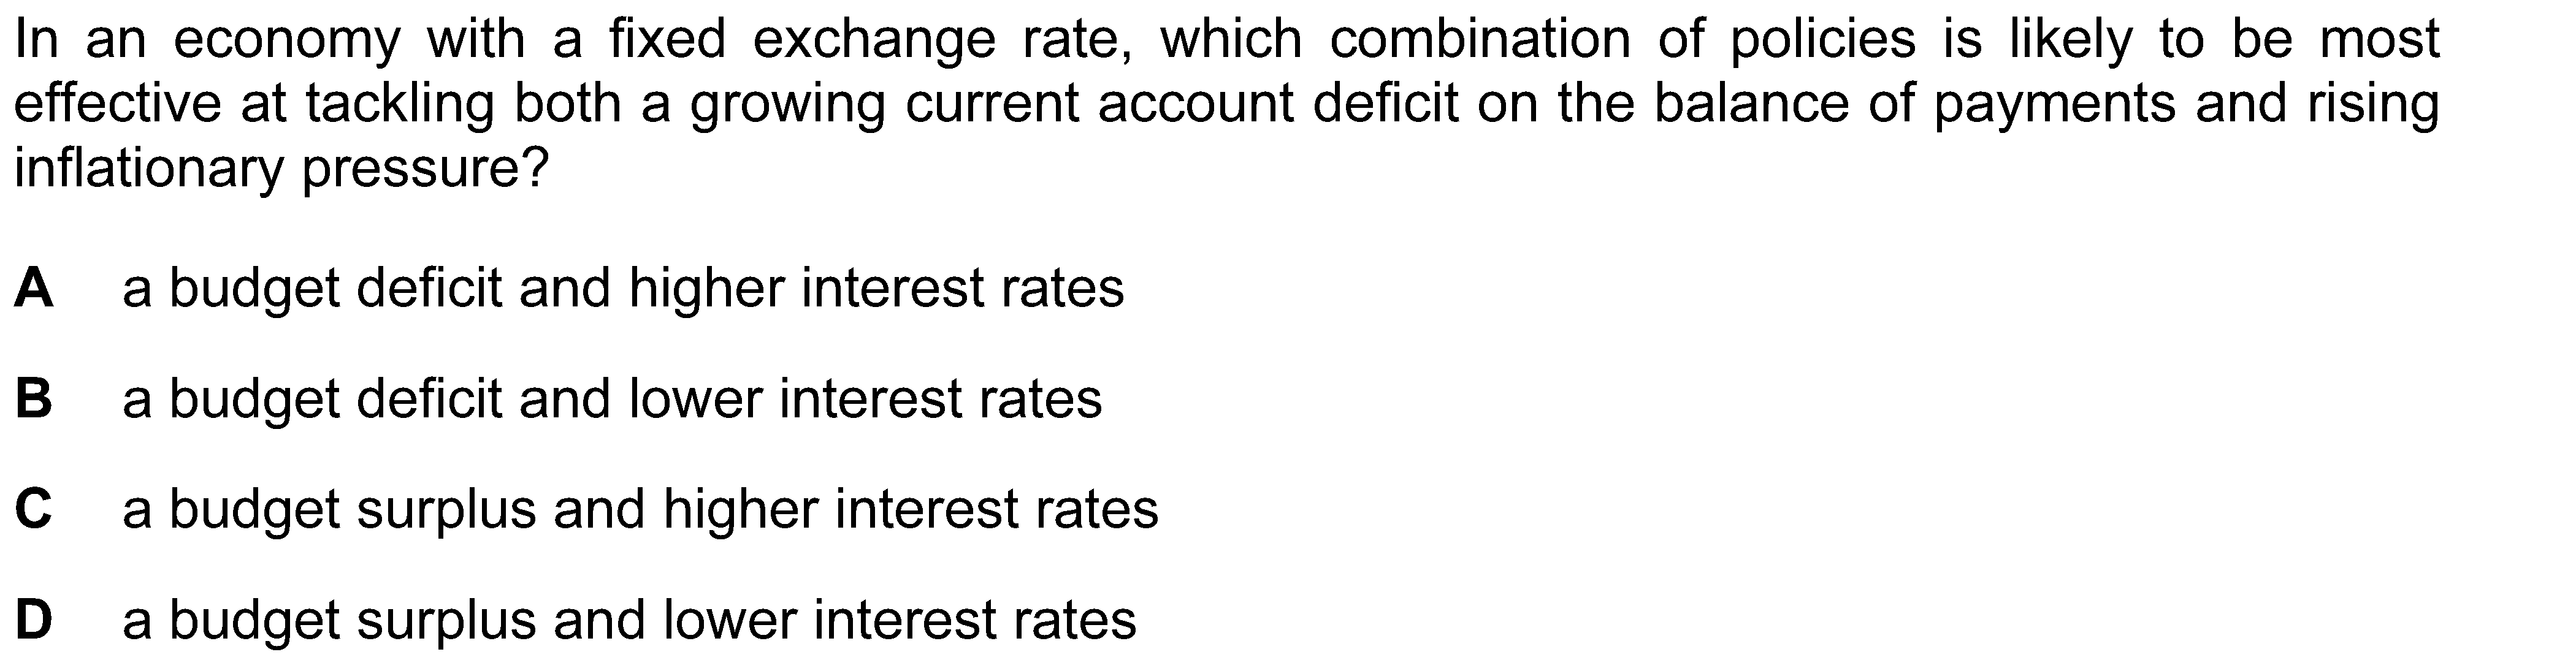 In an economy with a fixed exchange rate, which combination of policies is likely to be most
effective at tackling both a growing current account deficit on the balance of payments and rising
inflationary pressure?
A a budget deficit and higher interest rates
B a budget deficit and lower interest rates
C a budget surplus and higher interest rates
D a budget surplus and lower interest rates